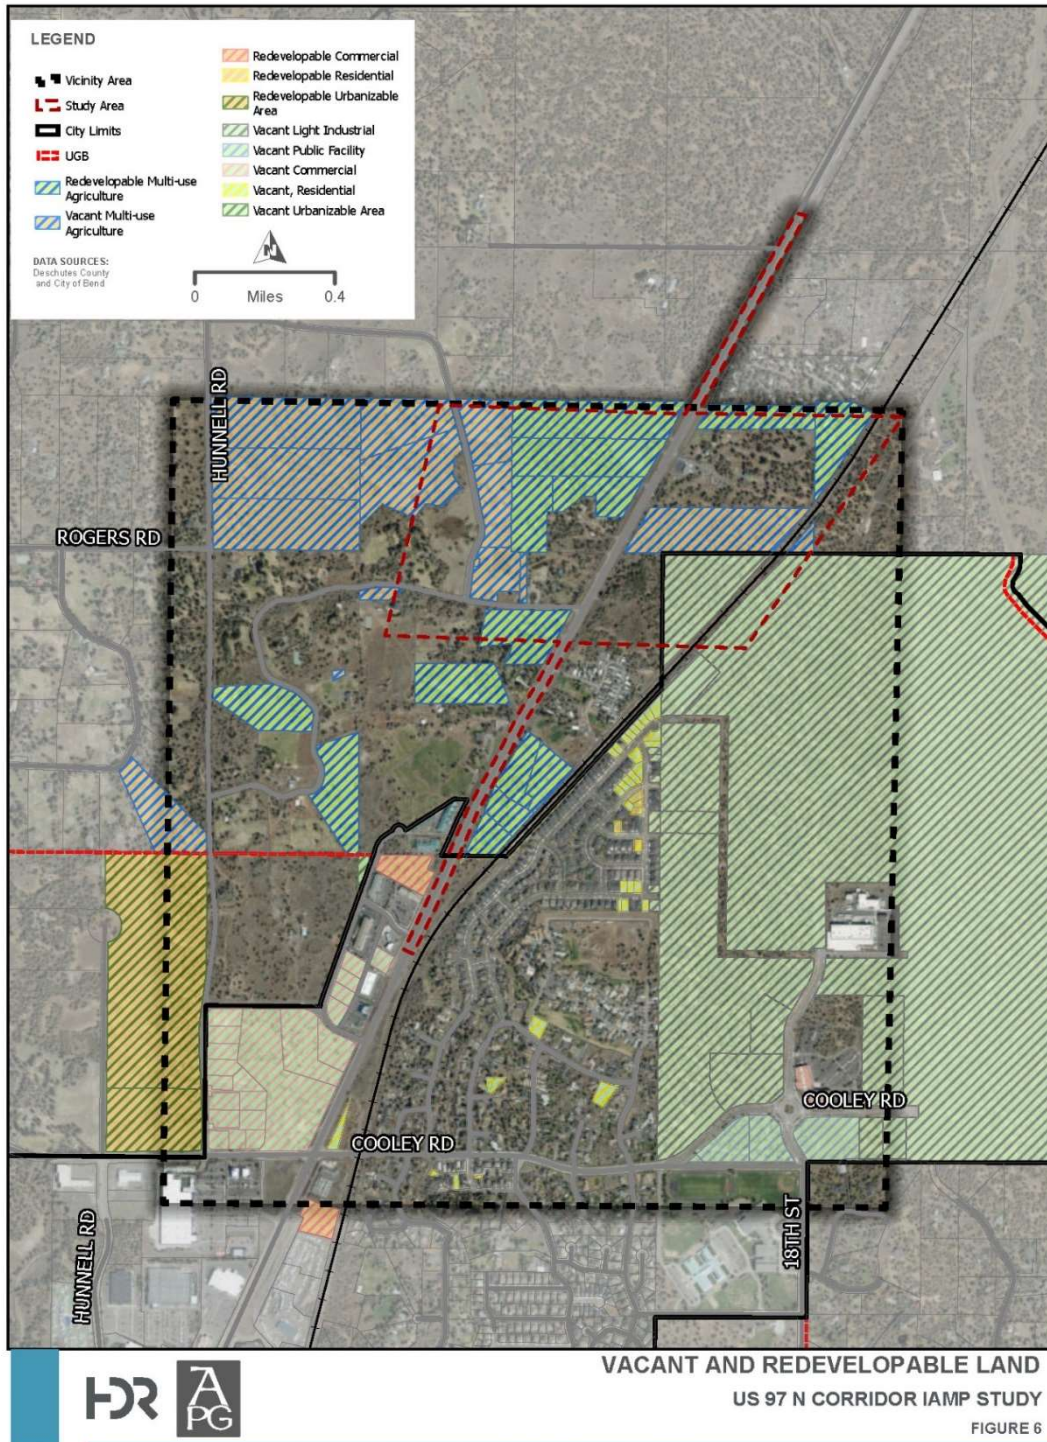 LEGEND
Vicinity Area
Study Area
City Limits
UGB
Redevelopable Multi-use
Agriculture
Vacant Multi-use
Agriculture
Redevelopable Commercial
Redevelopable Residential
Redevelopable Urbanizable
Area
Vacant Light Industrial
Vacant Public Facility
Vacant Commercial
Vacant, Residential
Vacant Urbanizable Area
DATA SOURCES:
Deschutes County
and City of Bend
N
0 Miles 0.4
HUNNELL RD
ROGERS RD
COOLEY RD
COOLEY RD
HUNNELL RD
18TH ST
HDR
APG
VACANT AND REDEVELOPABLE LAND
US 97 N CORRIDOR IAMP STUDY
FIGURE 6